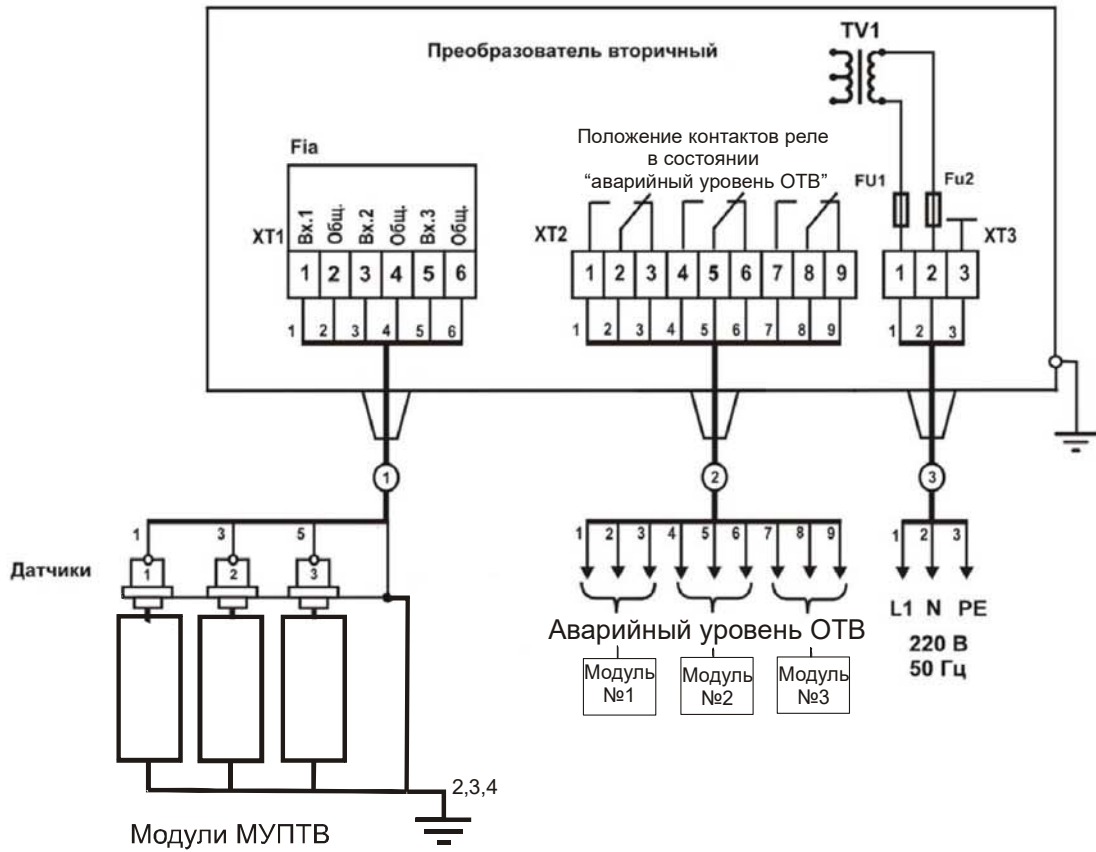 TV1
Преобразователь вторичный
Положение контактов реле
в состоянии
“аварийный уровень ОТВ”
Fia
FU1
Fu2
Вх.1 Общ. Вх.2 Общ. Вх.3 Общ.
XT1
XT2
XT3
1 2 3 4 5 6
1 2 3 4 5 6 7 8 9
1 2 3
1 2 3 4 5 6
1 2 3 4 5 6 7 8 9
1 2 3
1
2
3
1 3 5
1 2 3 4 5 6 7 8 9
1 2 3
Датчики
1 2 3
L1 N PE
Аварийный уровень ОТВ
220 В
50 Гц
Модуль
№1
Модуль
№2
Модуль
№3
2,3,4
Модули МУПТВ